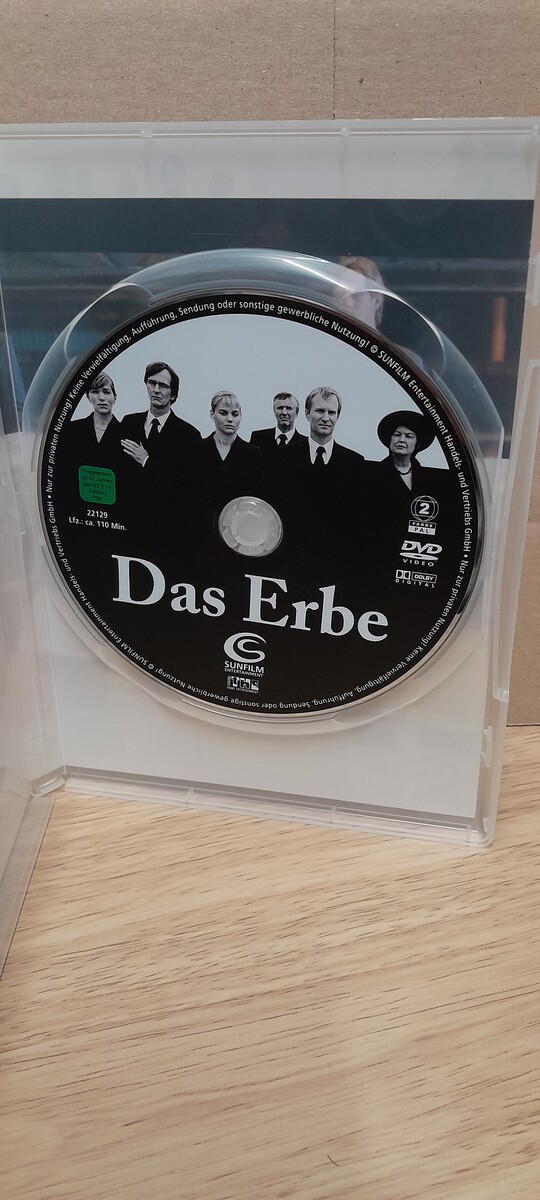 Nur zur privaten Nutzung! Keine Vervielfältigung, Aufführung, Sendung oder sonstige gewerbliche Nutzung! © SUNFILM Entertainment Handels- und Vertriebs GmbH • Nur zur privaten Nutzung! Keine Vervielfältigung, Aufführung, Sendung oder sonstige gewerbliche Nutzung! © SUNFILM Entertainment Handels- und Vertriebs GmbH •
Freigegeben
22129
Lfz.: ca. 110 Min.
2
FARBE
PAL
DVD
VIDEO
DOLBY
DIGITAL
Das Erbe
SUNFILM
ENTERTAINMENT